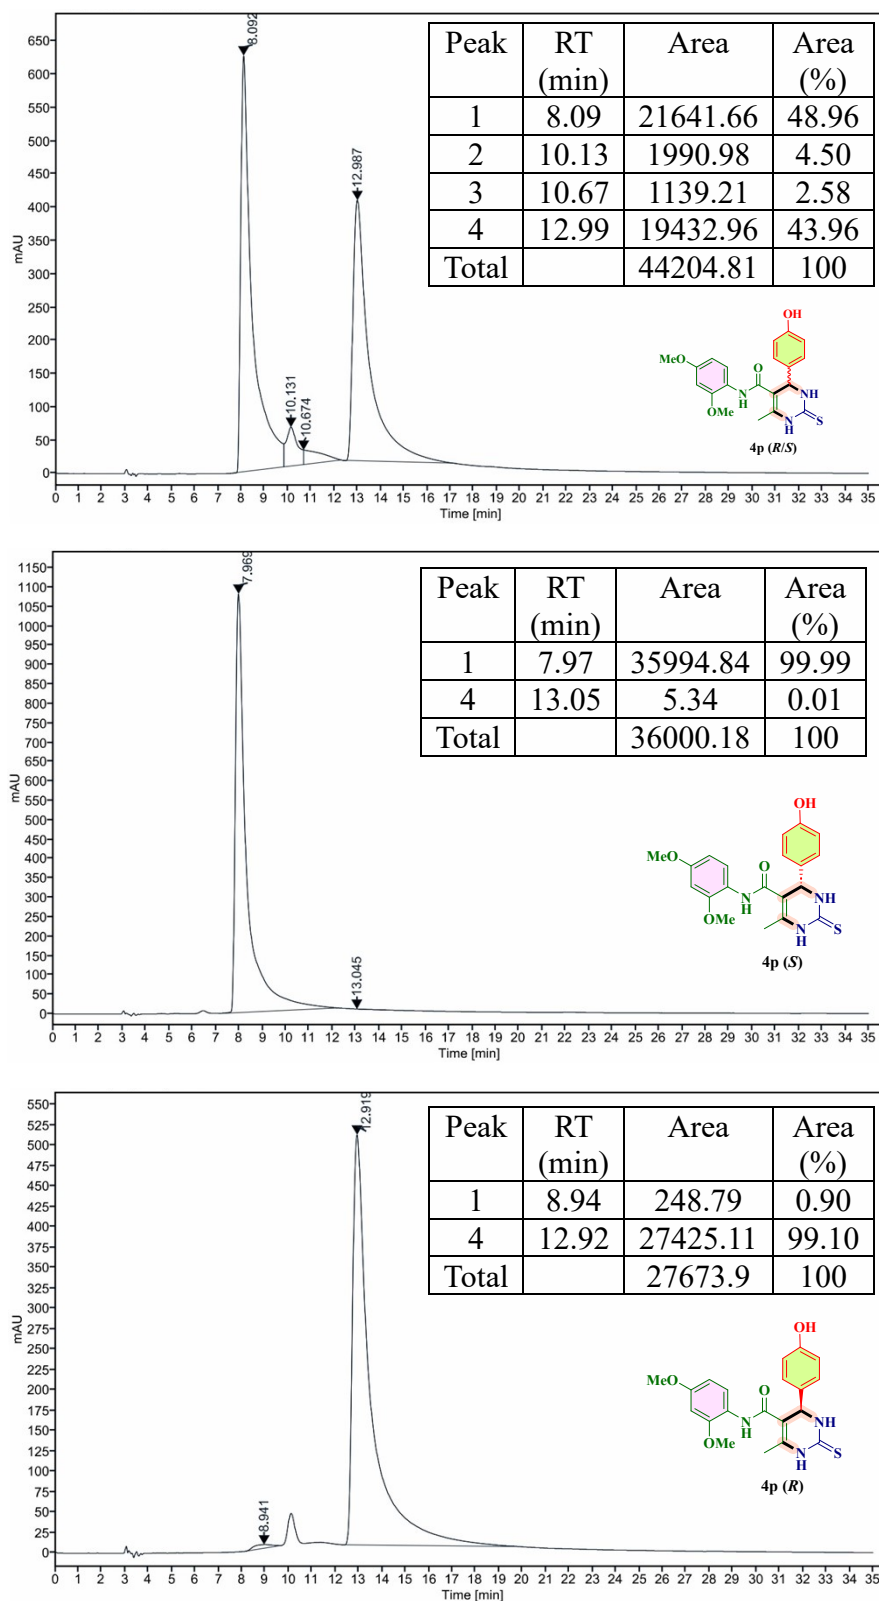 8.092
12.987
10.131
10.674
650
600
550
500
450
400
350
300
250
200
150
100
50
0
mAU
0 1 2 3 4 5 6 7 8 9 10 11 12 13 14 15 16 17 18 19 20 21 22 23 24 25 26 27 28 29 30 31 32 33 34 35
Time [min]
Peak RT (min) Area Area (%)
1 8.09 21641.66 48.96
2 10.13 1990.98 4.50
3 10.67 1139.21 2.58
4 12.99 19432.96 43.96
Total 44204.81 100
OH
MeO
O
N
H
OMe
NH
N
H
S
4p (R/S)
7.969
13.045
1150
1100
1050
1000
950
900
850
800
750
700
650
600
550
500
450
400
350
300
250
200
150
100
50
0
mAU
0 1 2 3 4 5 6 7 8 9 10 11 12 13 14 15 16 17 18 19 20 21 22 23 24 25 26 27 28 29 30 31 32 33 34 35
Time [min]
Peak RT (min) Area Area (%)
1 7.97 35994.84 99.99
4 13.05 5.34 0.01
Total 36000.18 100
OH
MeO
O
N
H
OMe
NH
N
H
S
4p (S)
12.919
8.941
550
525
500
475
450
425
400
375
350
325
300
275
250
225
200
175
150
125
100
75
50
25
0
mAU
0 1 2 3 4 5 6 7 8 9 10 11 12 13 14 15 16 17 18 19 20 21 22 23 24 25 26 27 28 29 30 31 32 33 34 35
Time [min]
Peak RT (min) Area Area (%)
1 8.94 248.79 0.90
4 12.92 27425.11 99.10
Total 27673.9 100
OH
MeO
O
N
H
OMe
NH
N
H
S
4p (R)